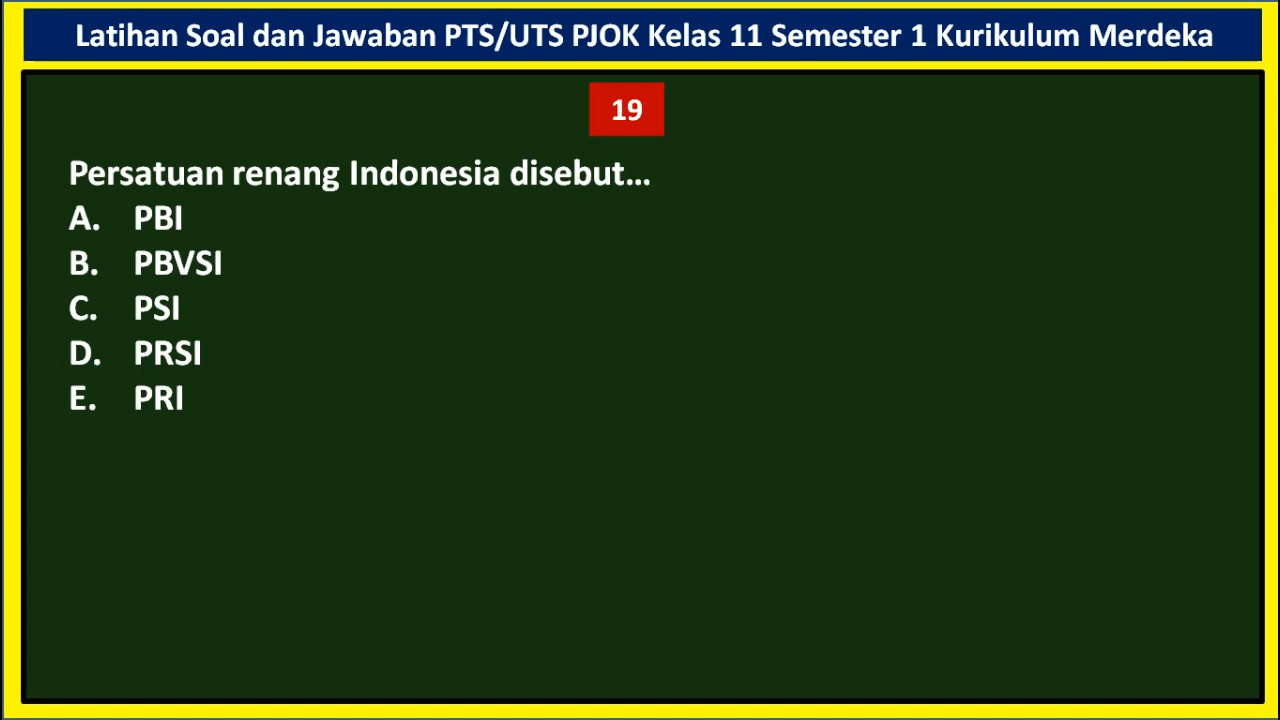 Latihan Soal dan Jawaban PTS/UTS PJOK Kelas 11 Semester 1 Kurikulum Merdeka
19
Persatuan renang Indonesia disebut...
A. PBI
B. PBVSI
C. PSI
D. PRSI
E. PRI